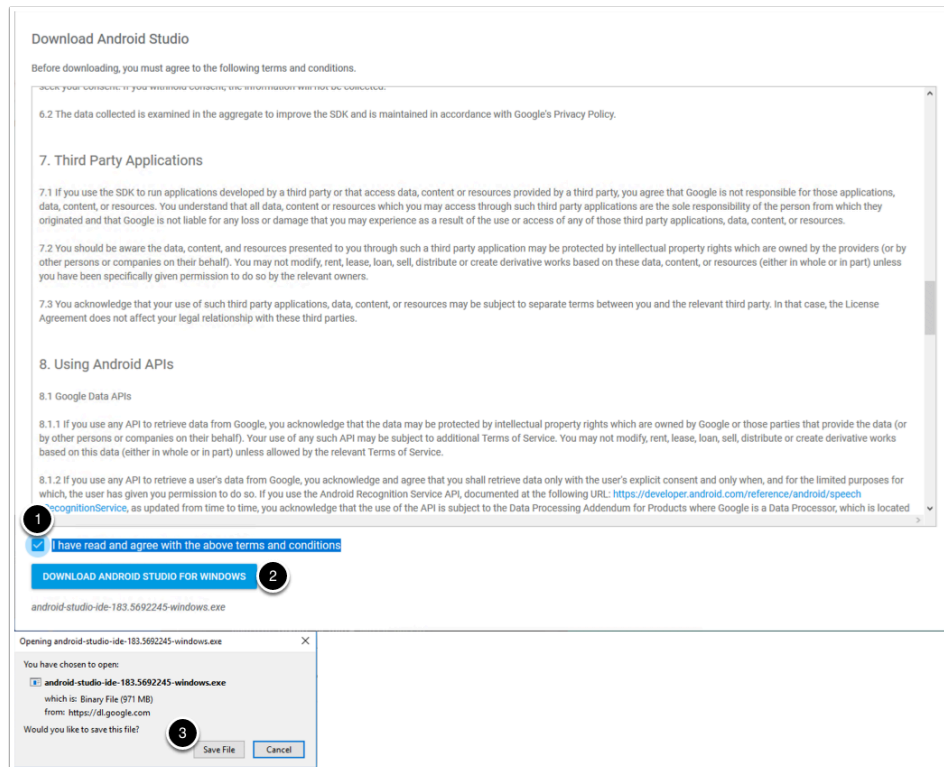 Download Android Studio
Before downloading, you must agree to the following terms and conditions.
seek your consent. If you withhold consent, the information will not be collected.
6.2 The data collected is examined in the aggregate to improve the SDK and is maintained in accordance with Google's Privacy Policy.
7. Third Party Applications
7.1 If you use the SDK to run applications developed by a third party or that access data, content or resources provided by a third party, you agree that Google is not responsible for those applications,
data, content, or resources. You understand that all data, content or resources which you may access through such third party applications are the sole responsibility of the person from which they
originated and that Google is not liable for any loss or damage that you may experience as a result of the use or access of any of those third party applications, data, content, or resources.
7.2 You should be aware the data, content, and resources presented to you through such a third party application may be protected by intellectual property rights which are owned by the providers (or by
other persons or companies on their behalf). You may not modify, rent, lease, loan, sell, distribute or create derivative works based on these data, content, or resources (either in whole or in part) unless
you have been specifically given permission to do so by the relevant owners.
7.3 You acknowledge that your use of such third party applications, data, content, or resources may be subject to separate terms between you and the relevant third party. In that case, the License
Agreement does not affect your legal relationship with these third parties.
8. Using Android APIs
8.1 Google Data APIs
8.1.1 If you use any API to retrieve data from Google, you acknowledge that the data may be protected by intellectual property rights which are owned by Google or those parties that provide the data (or
by other persons or companies on their behalf). Your use of any such API may be subject to additional Terms of Service. You may not modify, rent, lease, loan, sell, distribute or create derivative works
based on this data (either in whole or in part) unless allowed by the relevant Terms of Service.
8.1.2 If you use any API to retrieve a user's data from Google, you acknowledge and agree that you shall retrieve data only with the user's explicit consent and only when, and for the limited purposes for
which, the user has given you permission to do so. If you use the Android Recognition Service API, documented at the following URL: https://developer.android.com/reference/android/speech
RecognitionService, as updated from time to time, you acknowledge that the use of the API is subject to the Data Processing Addendum for Products where Google is a Data Processor, which is located
1
I have read and agree with the above terms and conditions
DOWNLOAD ANDROID STUDIO FOR WINDOWS 2
android-studio-ide-183.5692245-windows.exe
Opening android-studio-ide-183.5692245-windows.exe
You have chosen to open:
android-studio-ide-183.5692245-windows.exe
which is: Binary File (971 MB)
from: https://dl.google.com
Would you like to save this file?
3
Save File Cancel